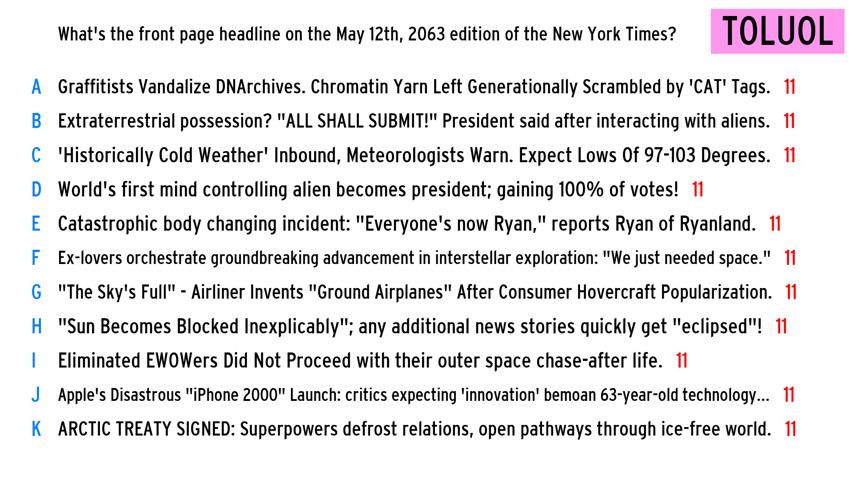 What's the front page headline on the May 12th, 2063 edition of the New York Times?
TOLUOL
A Graffitists Vandalize DNArchives. Chromatin Yarn Left Generationally Scrambled by 'CAT' Tags. 11
B Extraterrestrial possession? "ALL SHALL SUBMIT!" President said after interacting with aliens. 11
C 'Historically Cold Weather' Inbound, Meteorologists Warn. Expect Lows Of 97-103 Degrees. 11
D World's first mind controlling alien becomes president; gaining 100% of votes! 11
E Catastrophic body changing incident: "Everyone's now Ryan," reports Ryan of Ryanland. 11
F Ex-lovers orchestrate groundbreaking advancement in interstellar exploration: "We just needed space." 11
G "The Sky's Full" - Airliner Invents "Ground Airplanes" After Consumer Hovercraft Popularization. 11
H "Sun Becomes Blocked Inexplicably"; any additional news stories quickly get "eclipsed"! 11
I Eliminated EWOWers Did Not Proceed with their outer space chase-after life. 11
J Apple's Disastrous "iPhone 2000" Launch: critics expecting 'innovation' bemoan 63-year-old technology... 11
K ARCTIC TREATY SIGNED: Superpowers defrost relations, open pathways through ice-free world. 11